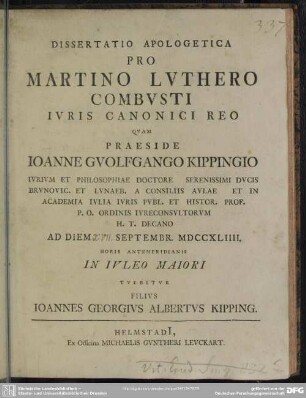 337
DISSERTATIO APOLOGETICA
PRO
MARTINO LVTHERO
COMBVSTI
IVRIS CANONICI REO
QVAM
PRAESIDE
IOANNE GVOLFGANGO KIPPINGIO
IVRIVM ET PHILOSOPHIAE DOCTORE SERENISSIMI DVCIS
BRVNOVIC. ET LVNAEB. A CONSILIIS AVLAE ET IN
ACADEMIA IVLIA IVRIS PVBL. ET HISTOR. PROF.
P. O. ORDINIS IVRECONSVLTORVM
H. T. DECANO
AD DIEM SEPTEMBR. MDCCXLIIII,
HORIS ANTEMERIDIANIS
IN IVLEO MAIORI
TVEBITVR
FILIVS
IOANNES GEORGIVS ALBERTVS KIPPING.
HELMSTADI,
Ex Officina MICHAELIS GVNTHERI LEVCKART.